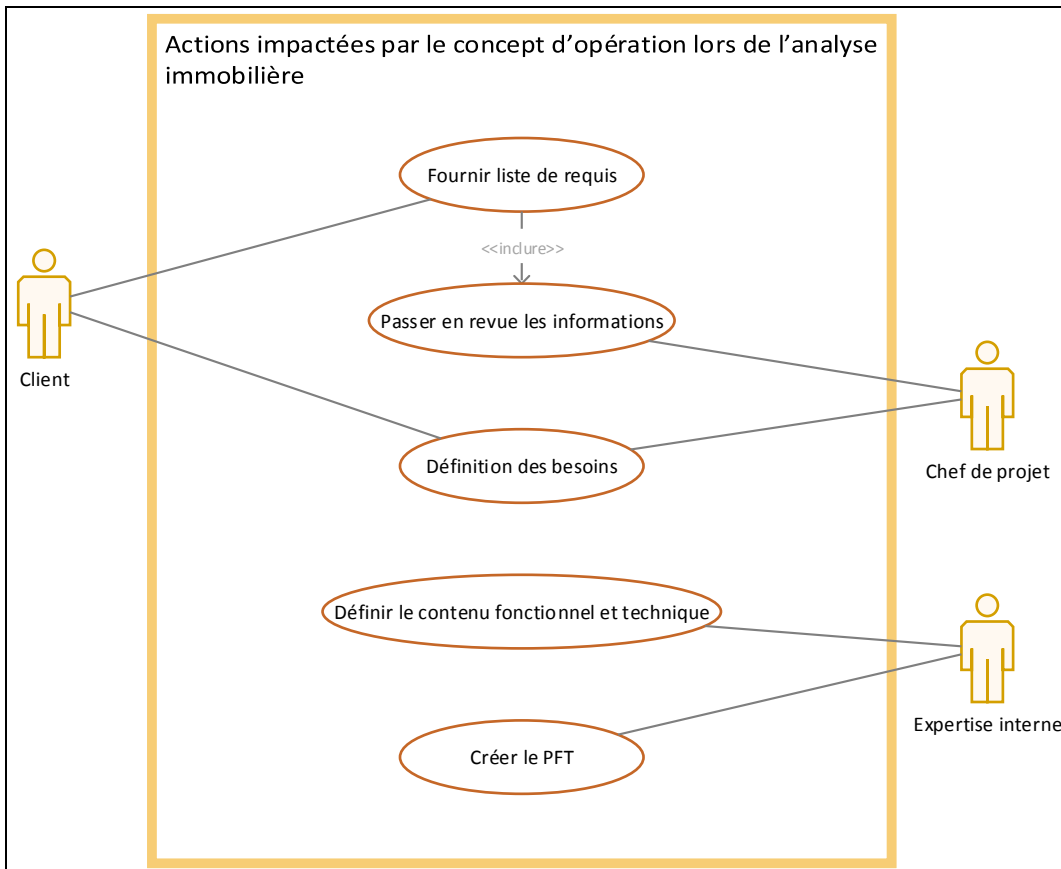 Actions impactées par le concept d’opération lors de l’analyse
immobilière
Fournir liste de requis
<<inclure>>
Passer en revue les informations
Client
Chef de projet
Définition des besoins
Définir le contenu fonctionnel et technique
Expertise interne
Créer le PFT